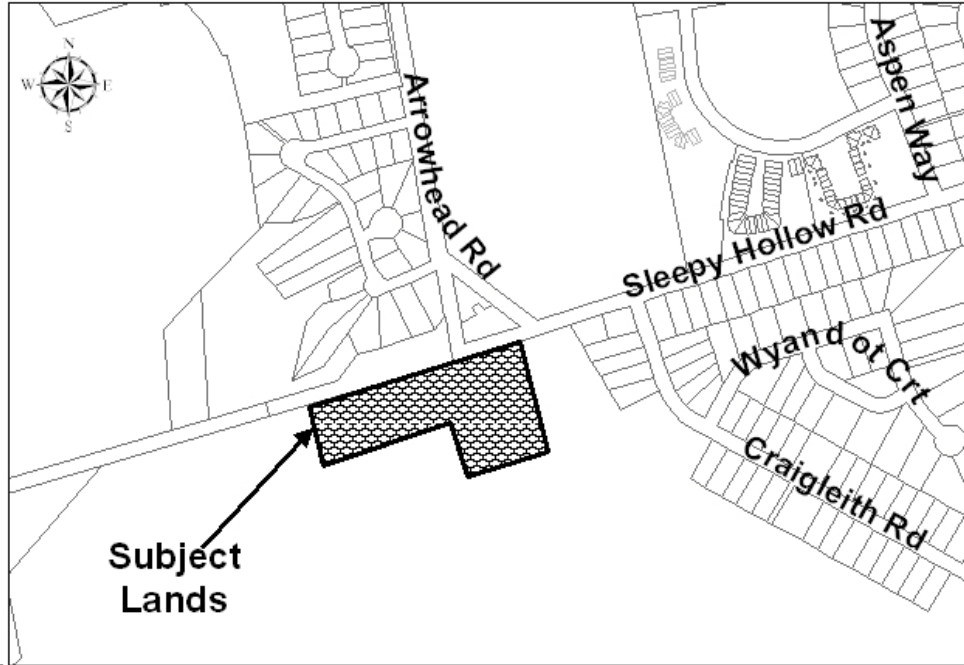 N
W E
S
Arrowhead Rd
Aspen Way
Sleepy Hollow Rd
Wyandot Crt
Craigleith Rd
Subject
Lands